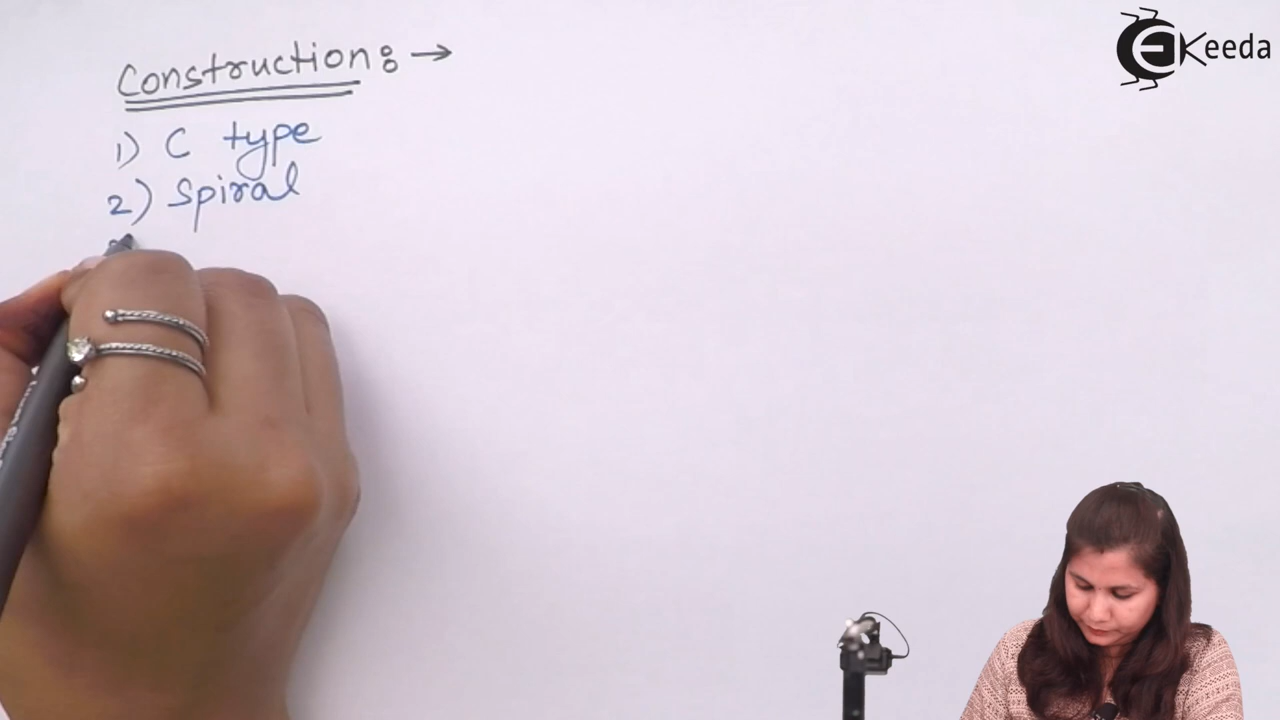 Construction:→
1) C type
2) Spiral
EKeeda